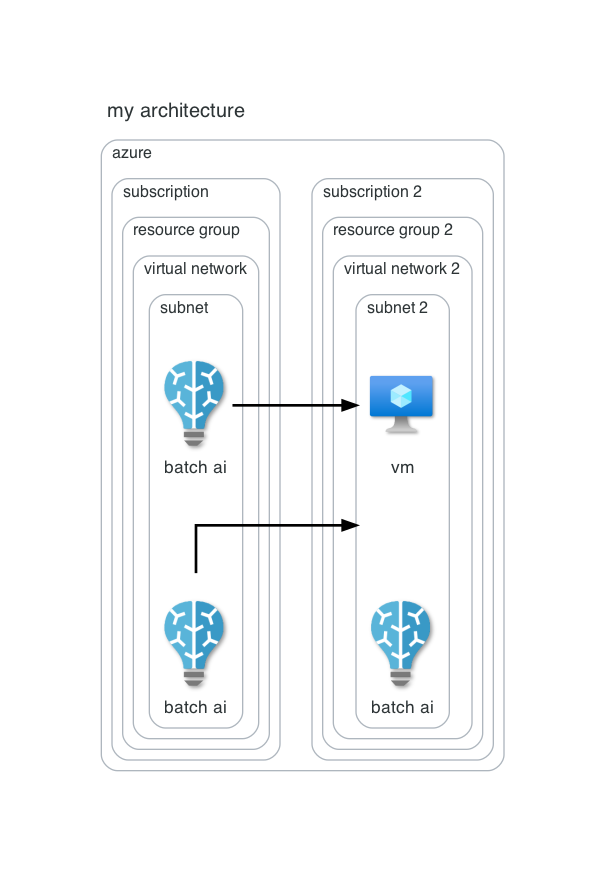 my architecture
azure
subscription
resource group
virtual network
subnet
batch ai
batch ai
subscription 2
resource group 2
virtual network 2
subnet 2
vm
batch ai